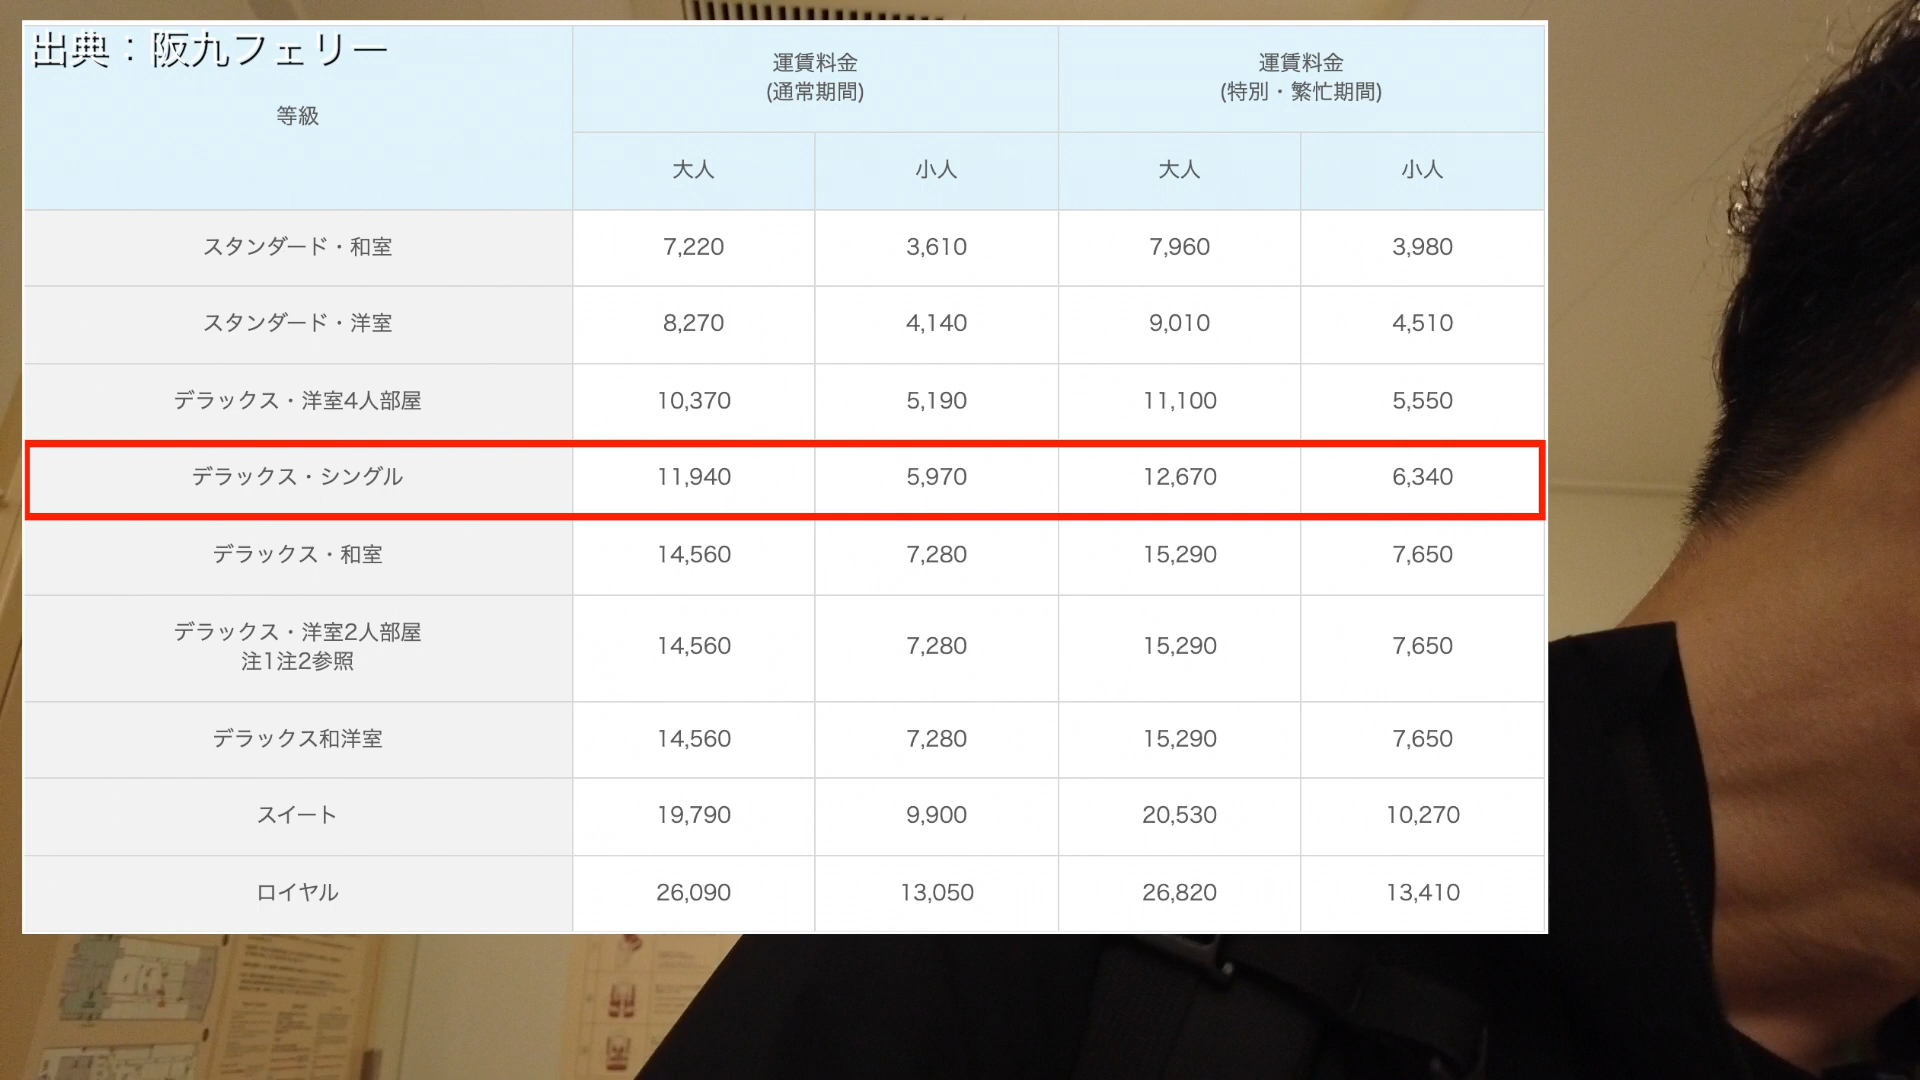 出典：阪九フェリー
等級
運賃料金
(通常期間)
運賃料金
(特別・繁忙期間)
大人 小人 大人 小人
スタンダード・和室 7,220 3,610 7,960 3,980
スタンダード・洋室 8,270 4,140 9,010 4,510
デラックス・洋室4人部屋 10,370 5,190 11,100 5,550
デラックス・シングル 11,940 5,970 12,670 6,340
デラックス・和室 14,560 7,280 15,290 7,650
デラックス・洋室2人部屋
注1注2参照 14,560 7,280 15,290 7,650
デラックス和洋室 14,560 7,280 15,290 7,650
スイート 19,790 9,900 20,530 10,270
ロイヤル 26,090 13,050 26,820 13,410